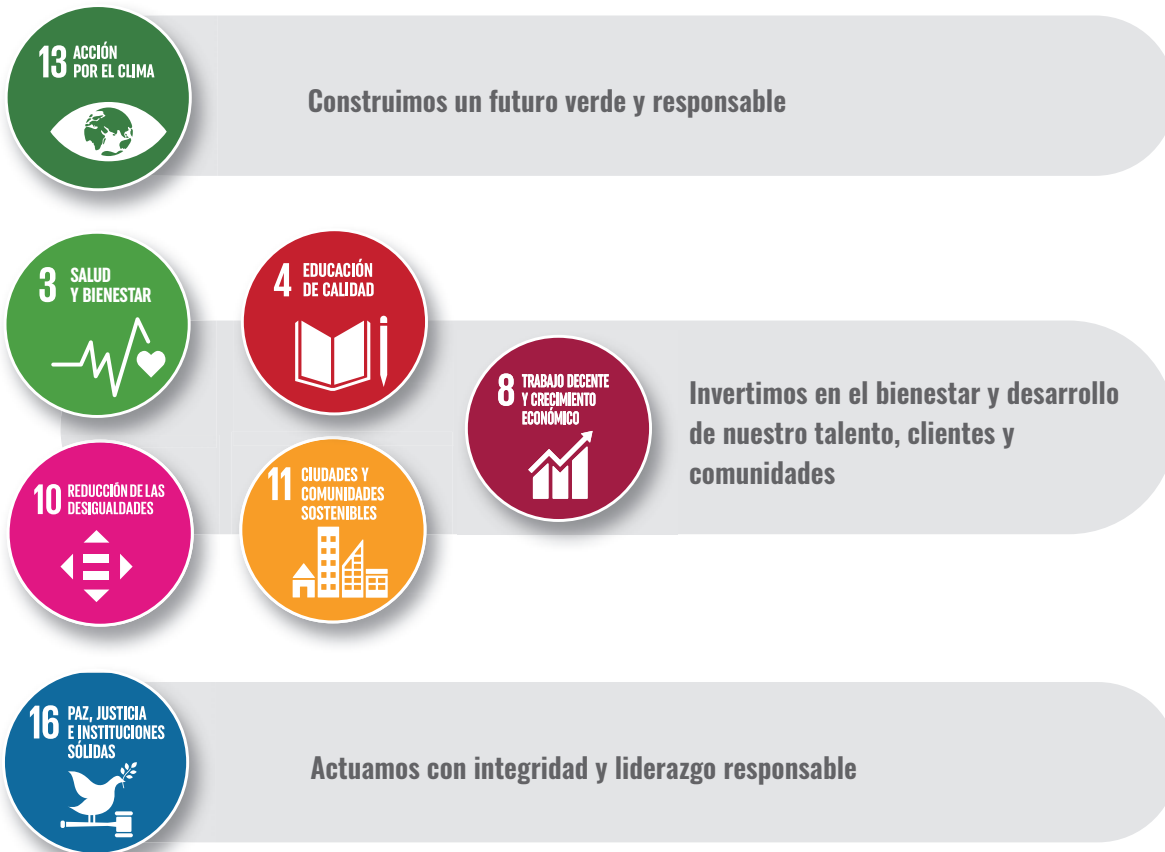 13 ACCIÓN
POR EL CLIMA
Construimos un futuro verde y responsable
3 SALUD
Y BIENESTAR
4 EDUCACIÓN
DE CALIDAD
10 REDUCCIÓN DE LAS
DESIGUALDADES
11 CIUDADES Y
COMUNIDADES
SOSTENIBLES
8 TRABAJO DECENTE
Y CRECIMIENTO
ECONÓMICO
Invertimos en el bienestar y desarrollo
de nuestro talento, clientes y
comunidades
16 PAZ, JUSTICIA
E INSTITUCIONES
SÓLIDAS
Actuamos con integridad y liderazgo responsable